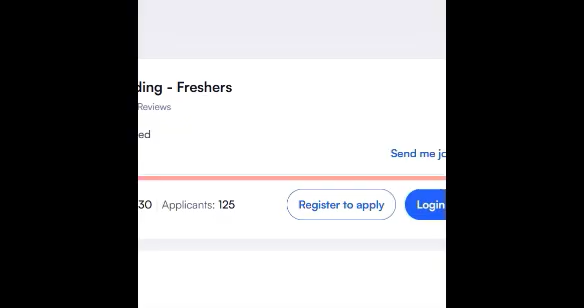 ding - Freshers
Reviews
ed
Send me jo
30 Applicants: 125 Register to apply Login